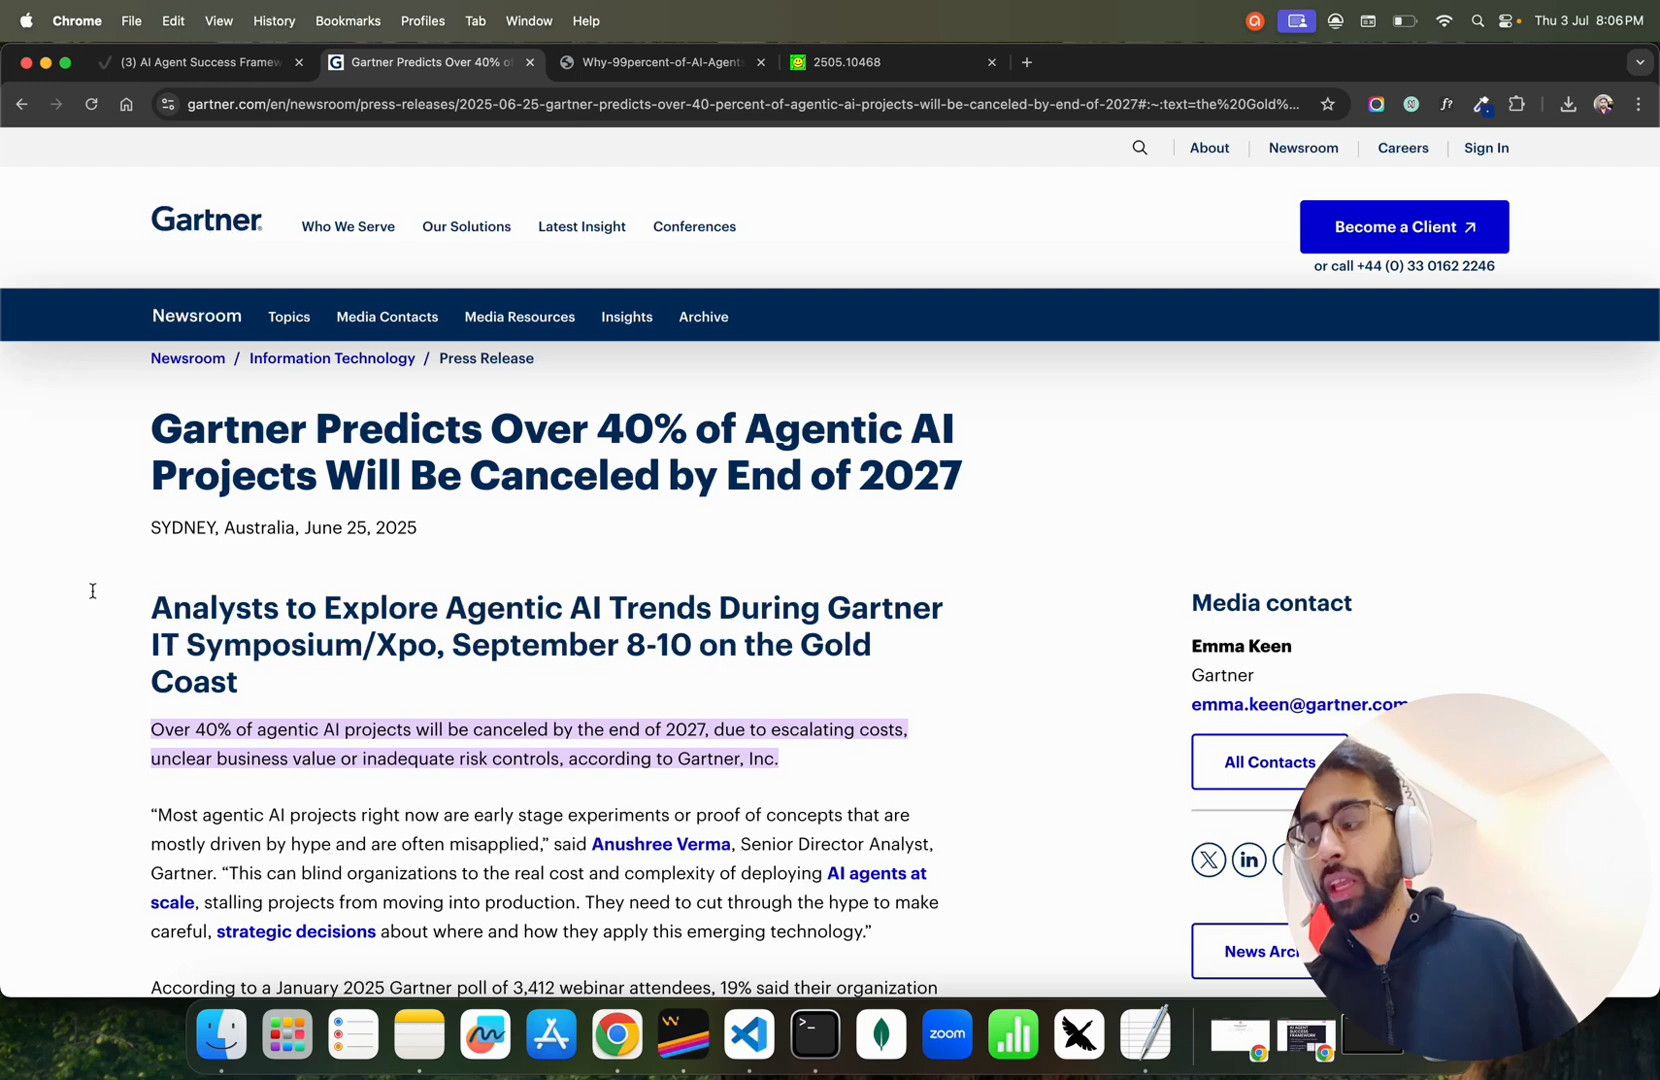 Chrome File Edit View History Bookmarks Profiles Tab Window Help Thu 3 Jul 8:06 PM
(3) AI Agent Success Framew
Gartner Predicts Over 40% o
Why-99percent-of-AI-Agents
2505.10468
gartner.com/en/newsroom/press-releases/2025-06-25-gartner-predicts-over-40-percent-of-agentic-ai-projects-will-be-canceled-by-end-of-2027#:~:text=the%20Gold%...
About Newsroom Careers Sign In
Gartner Who We Serve Our Solutions Latest Insight Conferences
Become a Client
or call +44 (0) 33 0162 2246
Newsroom Topics Media Contacts Media Resources Insights Archive
Newsroom / Information Technology / Press Release
Gartner Predicts Over 40% of Agentic AI
Projects Will Be Canceled by End of 2027
SYDNEY, Australia, June 25, 2025
Analysts to Explore Agentic AI Trends During Gartner
IT Symposium/Xpo, September 8-10 on the Gold
Coast
Over 40% of agentic AI projects will be canceled by the end of 2027, due to escalating costs,
unclear business value or inadequate risk controls, according to Gartner, Inc.
“Most agentic AI projects right now are early stage experiments or proof of concepts that are
mostly driven by hype and are often misapplied,” said Anushree Verma, Senior Director Analyst,
Gartner. “This can blind organizations to the real cost and complexity of deploying AI agents at
scale, stalling projects from moving into production. They need to cut through the hype to make
careful, strategic decisions about where and how they apply this emerging technology.”
According to a January 2025 Gartner poll of 3,412 webinar attendees, 19% said their organization
Media contact
Emma Keen
Gartner
emma.keen@gartner.com
All Contacts
News Arc
zoom
AI AGENT
SUCCESS
FRAMEWORK